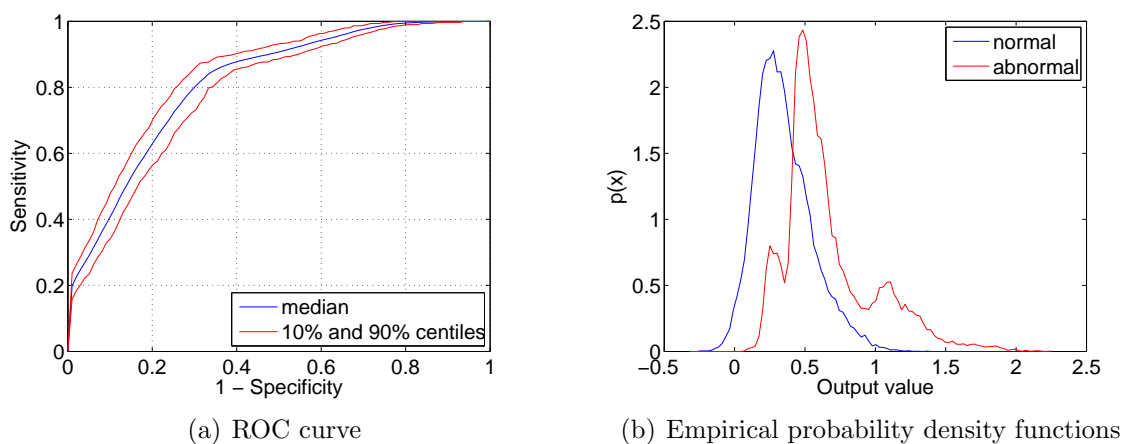 1
0.8
0.6
0.4
0.2
0
Sensitivity
median
10% and 90% centiles
0 0.2 0.4 0.6 0.8 1
1 − Specificity
(a) ROC curve
2.5
2
1.5
1
0.5
0
p(x)
normal
abnormal
−0.5 0 0.5 1 1.5 2 2.5
Output value
(b) Empirical probability density functions